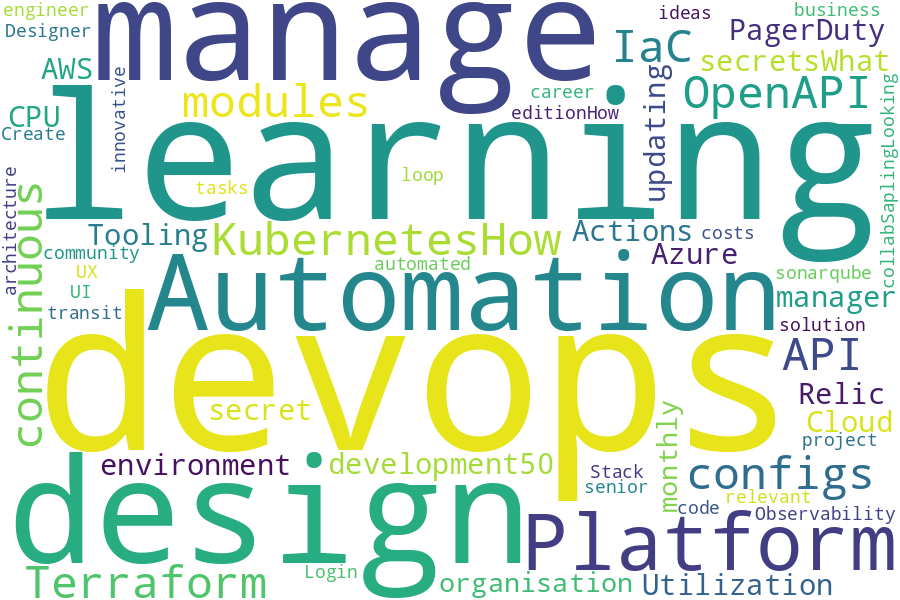 engineer
manage
ideas
business
Designer
PagerDuty
IaC
secretsWhat
AWS
innovative
modules
career
updating
OpenAPI
CPU
editionHow
Create
learning
collabSaplingLooking
architecture
continuous
tasks
loop
Tooling
KubernetesHow
Actions
costs
community
automated
Azure
UX
Automation
sonarqube
UI
manager
transit
devops
solution
API
Relic
secret
monthly
Cloud
project
environment
development50
Stack
configs
senior
design
relevant
code
Observability
Platform
Terraform
Login
organisation
Utilization